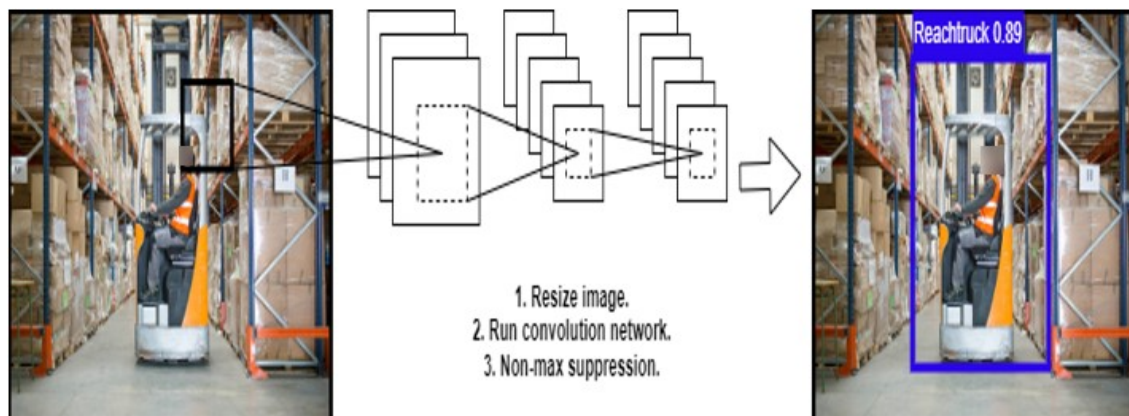 Reachtruck 0.89
1. Resize image.
2. Run convolution network.
3. Non-max suppression.